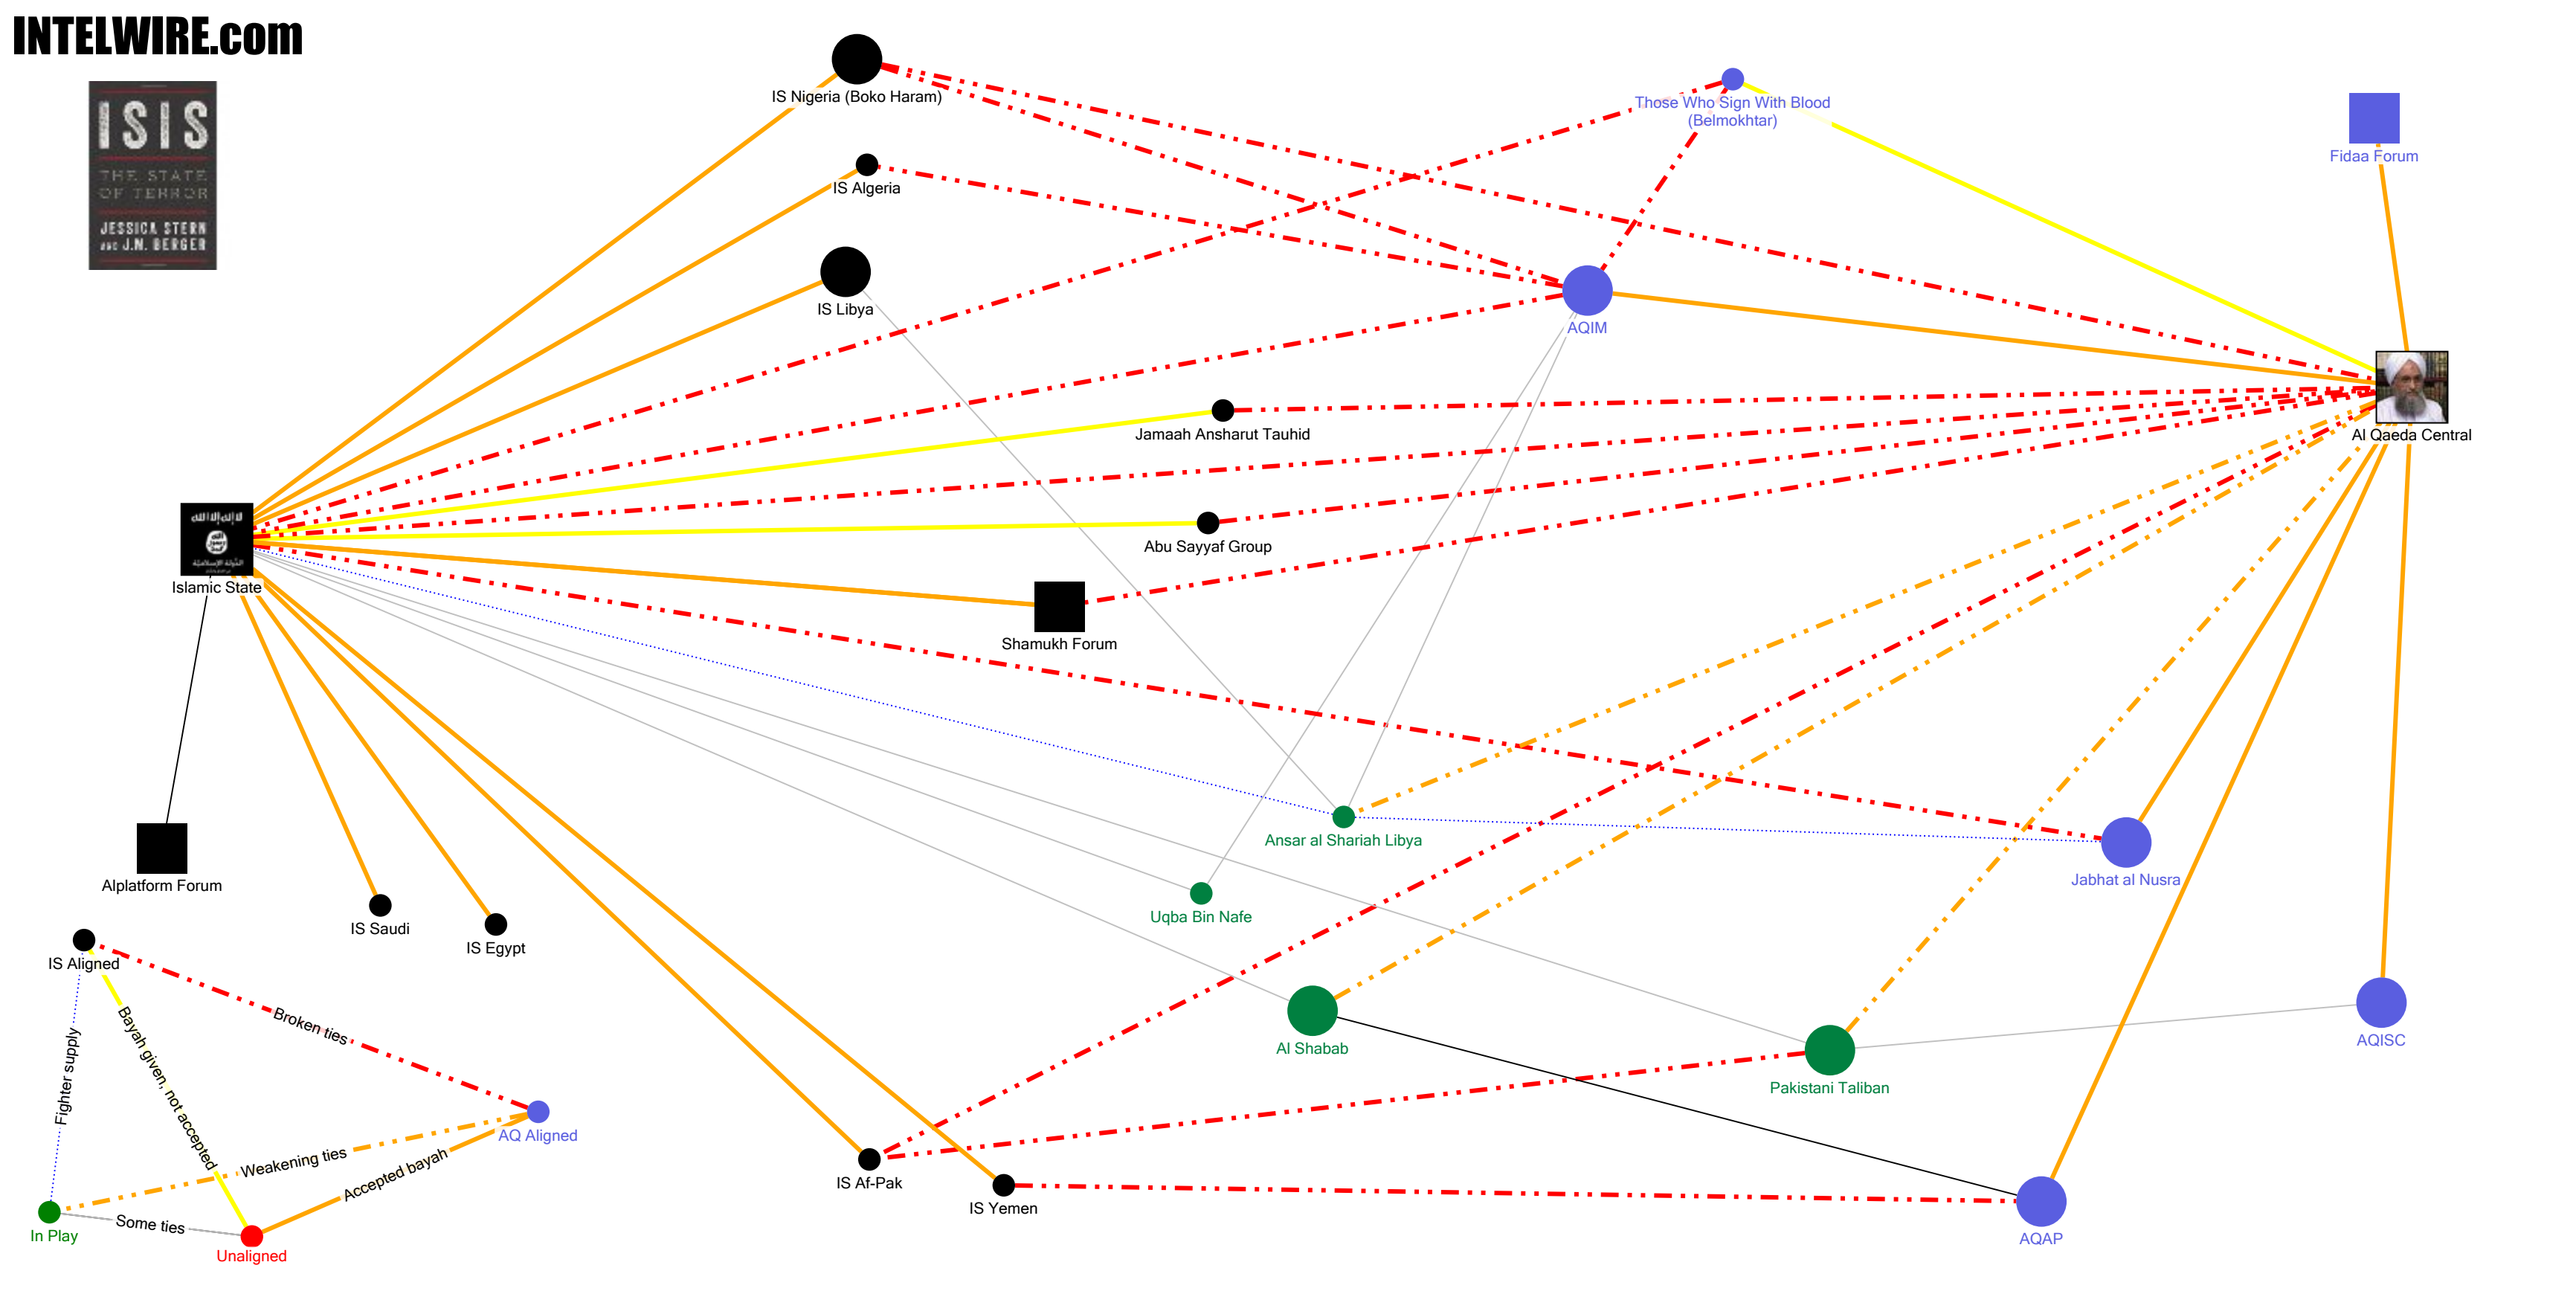 INTELWIRE.com
ISIS
THE STATE
OF TERROR
JESSICA STERN
AND J.M. BERGER
IS Nigeria (Boko Haram)
Those Who Sign With Blood
(Belmokhtar)
Fidaa Forum
IS Algeria
IS Libya
AQIM
Jamaah Ansharut Tauhid
Al Qaeda Central
Abu Sayyaf Group
Islamic State
Shamukh Forum
Ansar al Shariah Libya
Jabhat al Nusra
Alplatform Forum
Uqba Bin Nafe
IS Saudi
IS Egypt
AQISC
Al Shabab
Pakistani Taliban
IS Af-Pak
IS Yemen
AQAP
IS Aligned
Broken ties
Fighter supply
Bayah given, not accepted
AQ Aligned
Weakening ties
Accepted bayah
Some ties
In Play
Unaligned